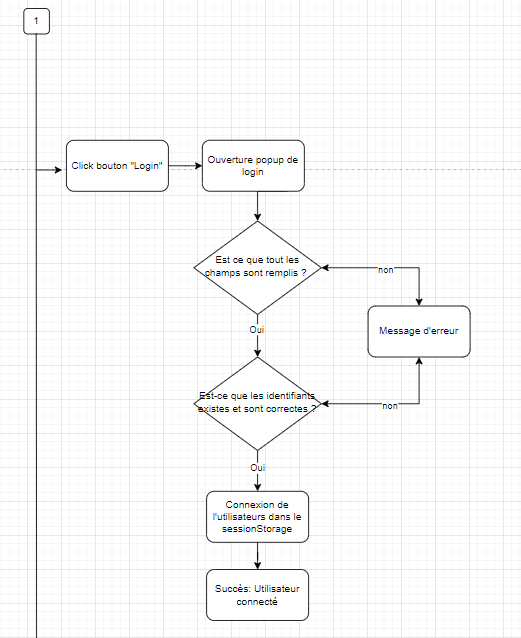 1
Click bouton "Login"
Ouverture popup de
login
Est ce que tout les
champs sont remplis ?
non
Message d'erreur
Oui
Est-ce que les identifiants
existes et sont correctes ?
non
Oui
Connexion de
l'utilisateurs dans le
sessionStorage
Succès: Utilisateur
connecté